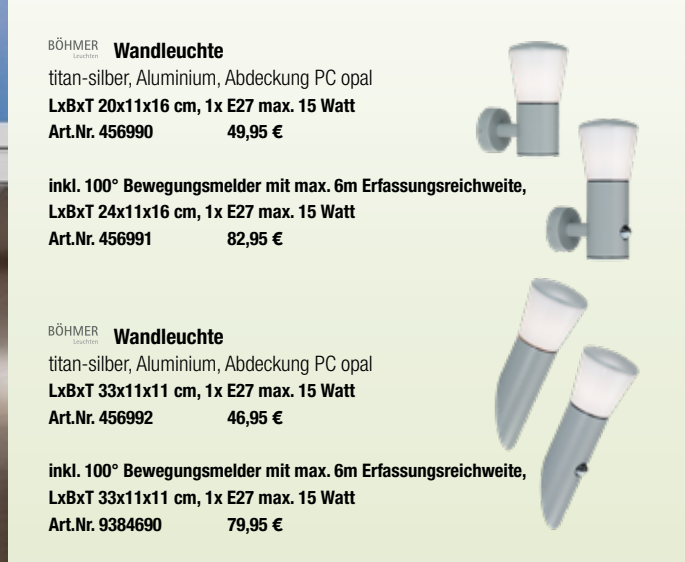 BÖHMER Wandleuchte
Leuchten
titan-silber, Aluminium, Abdeckung PC opal
LxBxT 20x11x16 cm, 1x E27 max. 15 Watt
Art.Nr. 456990 49,95 €
inkl. 100° Bewegungsmelder mit max. 6m Erfassungsreichweite,
LxBxT 24x11x16 cm, 1x E27 max. 15 Watt
Art.Nr. 456991 82,95 €
BÖHMER Wandleuchte
Leuchten
titan-silber, Aluminium, Abdeckung PC opal
LxBxT 33x11x11 cm, 1x E27 max. 15 Watt
Art.Nr. 456992 46,95 €
inkl. 100° Bewegungsmelder mit max. 6m Erfassungsreichweite,
LxBxT 33x11x11 cm, 1x E27 max. 15 Watt
Art.Nr. 9384690 79,95 €